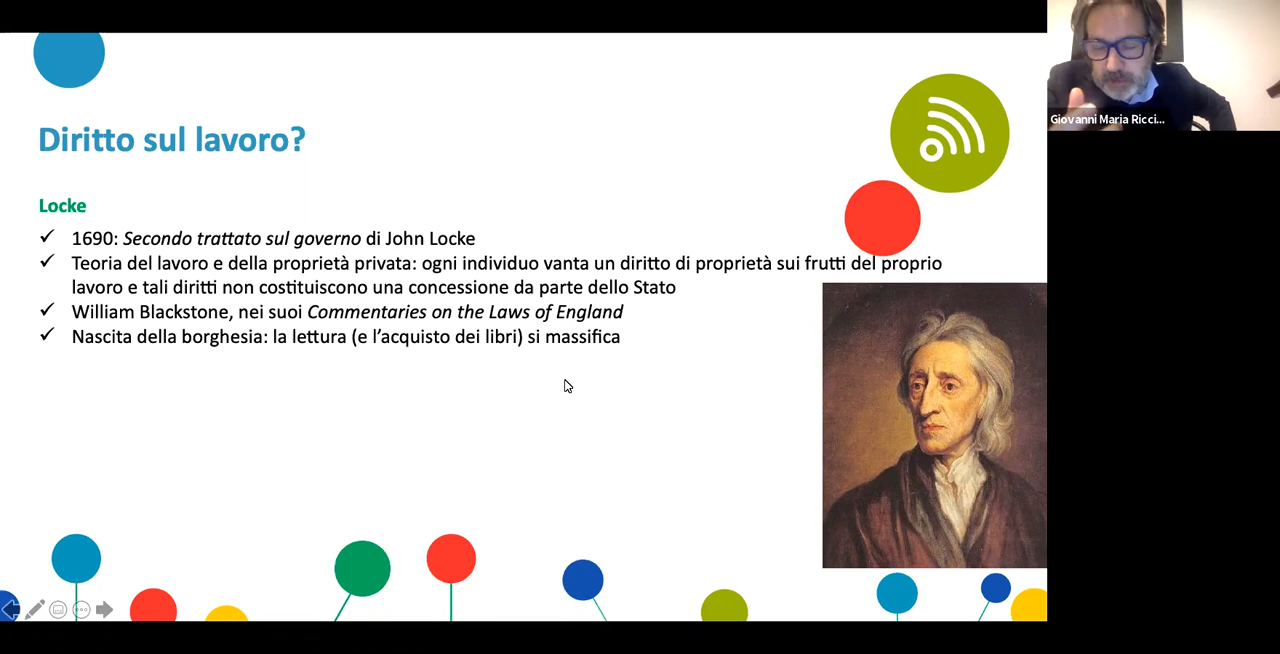 Giovanni Maria Ricci...
Diritto sul lavoro?
Locke
✓ 1690: Secondo trattato sul governo di John Locke
✓ Teoria del lavoro e della proprietà privata: ogni individuo vanta un diritto di proprietà sui frutti del proprio
lavoro e tali diritti non costituiscono una concessione da parte dello Stato
✓ William Blackstone, nei suoi Commentaries on the Laws of England
✓ Nascita della borghesia: la lettura (e l’acquisto dei libri) si massifica